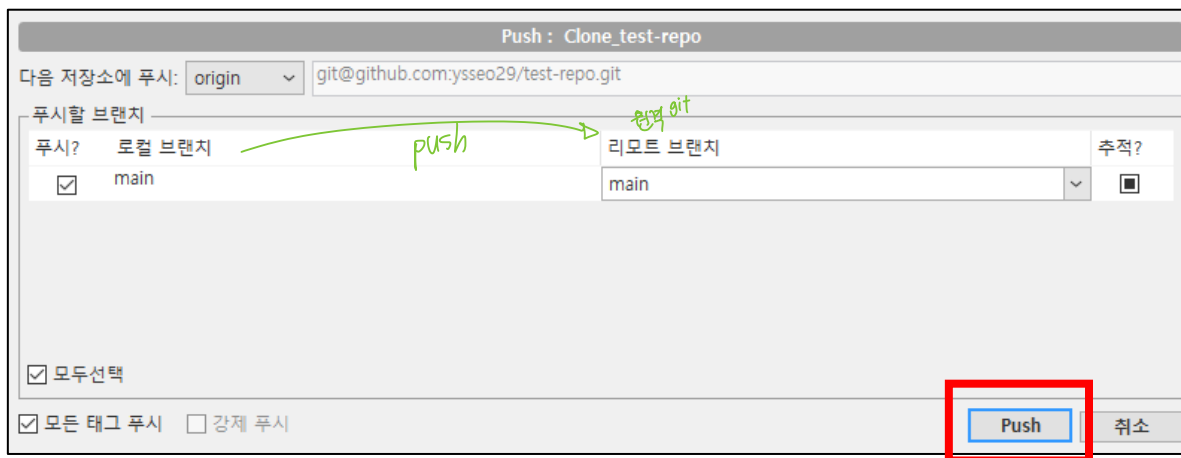 Push : Clone_test-repo
다음 저장소에 푸시: origin git@github.com:ysseo29/test-repo.git
푸시할 브랜치
원격 git
push
푸시? 로컬 브랜치 리모트 브랜치 추적?
main main
모두선택
모든 태그 푸시 강제 푸시 Push 취소